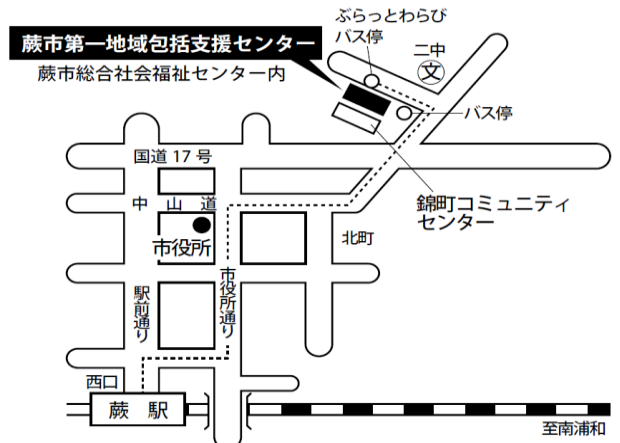 ぷらっとわらび
バス停
蕨市第一地域包括支援センター
蕨市総合社会福祉センター内
二中
文
バス停
国道 17 号
中 山 道
錦町コミュニティ
センター
市役所
北町
駅前通り
市役所通り
西口
蕨 駅
至南浦和